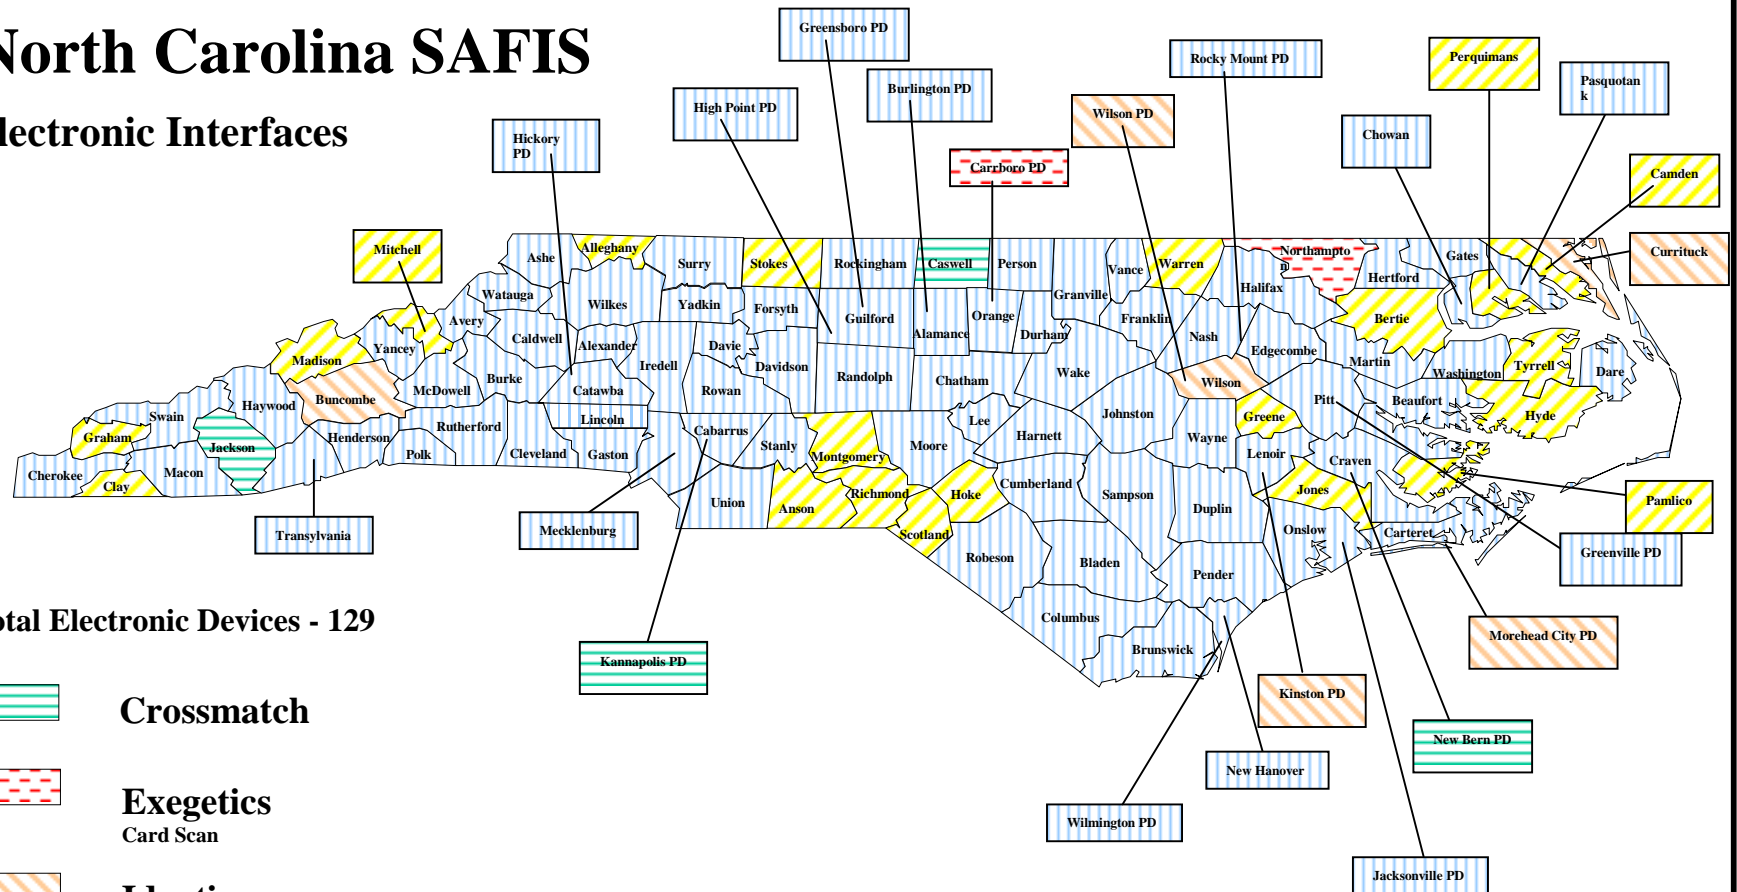 North Carolina SAFIS
lectronic Interfaces
Greensboro PD
Burlington PD
High Point PD
Hickory
PD
Carrboro PD
Wilson PD
Rocky Mount PD
Perquimans
Pasquotan
k
Chowan
Camden
Currituck
Mitchell
Alleghany
Ashe
Surry
Stokes
Rockingham
Caswell
Person
Vance
Warren
Northampto
n
Gates
Hertford
Halifax
Granville
Watauga
Wilkes
Yadkin
Forsyth
Guilford
Alamance
Orange
Durham
Franklin
Nash
Edgecombe
Bertie
Martin
Washington
Tyrrell
Dare
Avery
Caldwell
Alexander
Davie
Iredell
Davidson
Randolph
Chatham
Wake
Wilson
Pitt
Beaufort
Hyde
Yancey
Madison
Buncombe
McDowell
Burke
Catawba
Rowan
Lincoln
Haywood
Swain
Graham
Jackson
Cherokee
Clay
Macon
Henderson
Polk
Rutherford
Cleveland
Gaston
Cabarrus
Stanly
Montgomery
Moore
Lee
Harnett
Johnston
Wayne
Greene
Lenoir
Craven
Jones
Pamlico
Greenville PD
Transylvania
Mecklenburg
Union
Anson
Richmond
Scotland
Hoke
Cumberland
Sampson
Duplin
Onslow
Carteret
Robeson
Bladen
Pender
Columbus
Brunswick
otal Electronic Devices - 129
Kannapolis PD
Morehead City PD
Kinston PD
New Bern PD
New Hanover
Wilmington PD
Jacksonville PD
Crossmatch
Exegetics
Card Scan